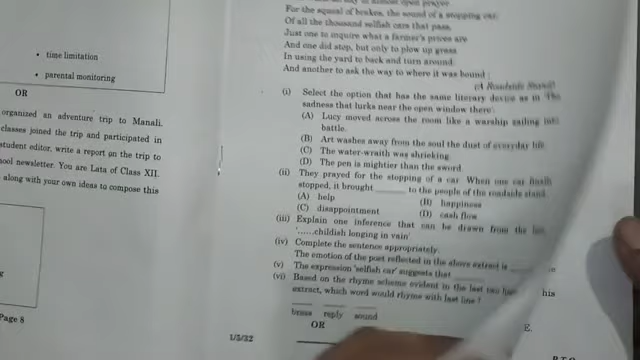 • time limitation
• parental monitoring
OR
organized an adventure trip to Manali.
classes joined the trip and participated in
student editor, write a report on the trip to
ool newsletter. You are Lata of Class XII.
along with your own ideas to compose this
Page 8
For the squeal of brakes, the sound of a stopping car,
Of all the thousand selfish cars that pass,
Just one to inquire what a farmer's prices are
And one did stop, but only to plow up grass
In using the yard to back and turn around
And another to ask the way to where it was bound
(A Roadside Stand)
(i) Select the option that has the same literary device as in 'The
sadness that lurks near the open window there'.
(A) Lucy moved across the room like a warship sailing into
battle.
(B) Art washes away from the soul the dust of everyday life.
(C) The water-wraith was shrieking.
(D) The pen is mightier than the sword.
(ii) They prayed for the stopping of a car. When one car finally
stopped, it brought ______ to the people of the roadside stand.
(A) help (B) happiness
(C) disappointment (D) cash flow
(iii) Explain one inference that can be drawn from the line
'......childish longing in vain'.
(iv) Complete the sentence appropriately.
The emotion of the poet reflected in the above extract is
(v) The expression 'selfish car' suggests that ______
(vi) Based on the rhyme scheme evident in the last two lines
his
extract, which word would rhyme with last line ?
brass reply sound
OR
E.
1/5/32
P.T.O.